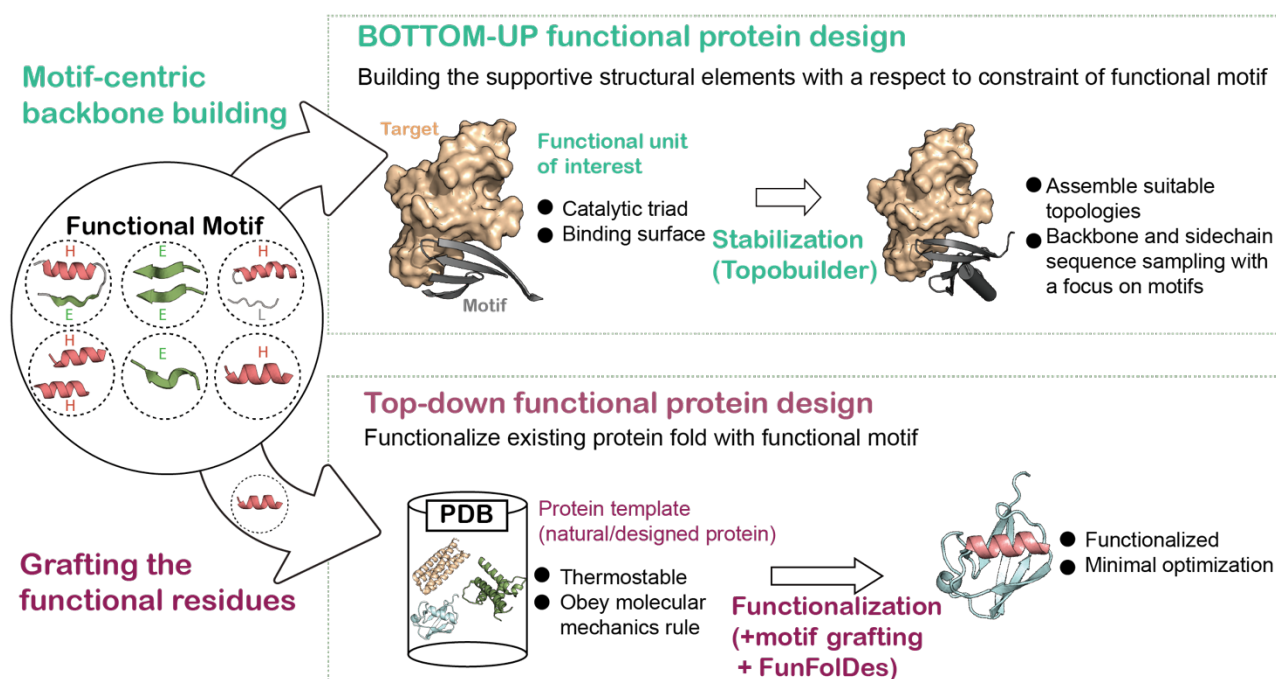 BOTTOM-UP functional protein design
Building the supportive structural elements with a respect to constraint of functional motif
Motif-centric
backbone building
Target
Functional unit
of interest
● Catalytic triad
● Binding surface
Motif
Stabilization
(Topobuilder)
● Assemble suitable
topologies
● Backbone and sidechain
sequence sampling with
a focus on motifs
Functional Motif
H
E
H
E
E
L
H
E
H
H
Top-down functional protein design
Functionalize existing protein fold with functional motif
Grafting the
functional residues
PDB
Protein template
(natural/designed protein)
● Thermostable
● Obey molecular
mechanics rule
Functionalization
(+motif grafting
+ FunFolDes)
● Functionalized
● Minimal optimization